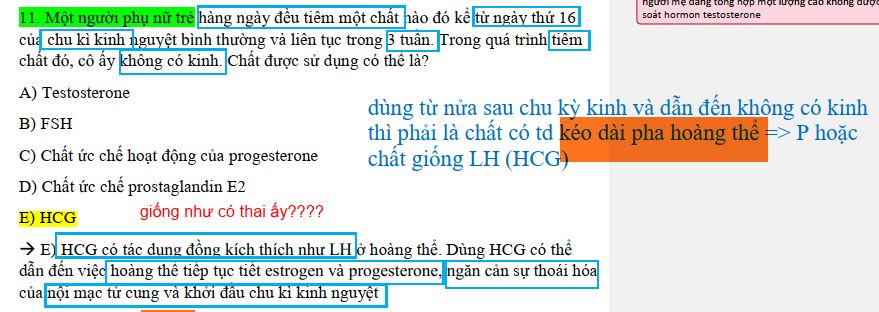 người mẹ đang tổng hợp một lượng cao không được
soát hormon testosterone
11. Một người phụ nữ trẻ hàng ngày đều tiêm một chất nào đó kể từ ngày thứ 16
của chu kì kinh nguyệt bình thường và liên tục trong 3 tuần. Trong quá trình tiêm
chất đó, cô ấy không có kinh. Chất được sử dụng có thể là?
A) Testosterone
B) FSH
C) Chất ức chế hoạt động của progesterone
D) Chất ức chế prostaglandin E2
E) HCG
dùng từ nửa sau chu kỳ kinh và dẫn đến không có kinh
thì phải là chất có td kéo dài pha hoàng thể => P hoặc
chất giống LH (HCG)
giống như có thai ấy????
→ E) HCG có tác dụng đồng kích thích như LH ở hoàng thể. Dùng HCG có thể
dẫn đến việc hoàng thể tiếp tục tiết estrogen và progesterone, ngăn cản sự thoái hóa
của nội mạc tử cung và khởi đầu chu kì kinh nguyệt